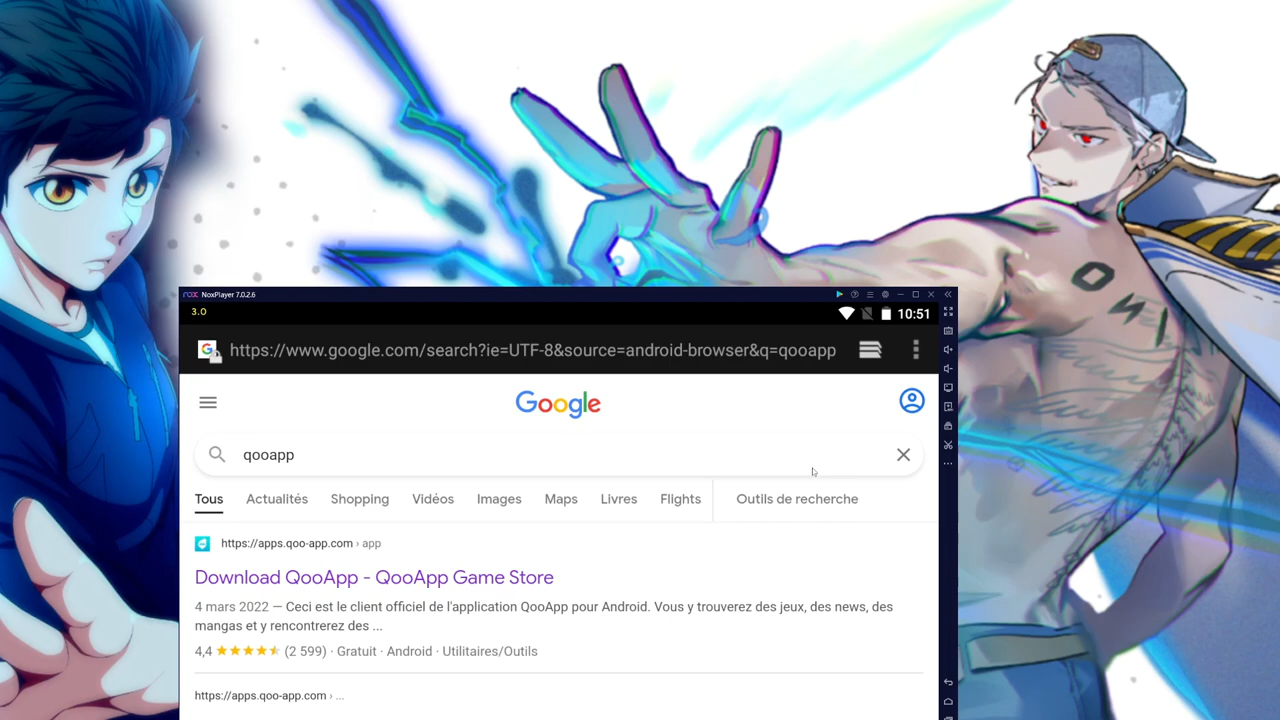 nox NoxPlayer 7.0.2.6
3.0
10:51
https://www.google.com/search?ie=UTF-8&source=android-browser&q=qooapp
Google
qooapp
Tous Actualités Shopping Vidéos Images Maps Livres Flights Outils de recherche
https://apps.qoo-app.com › app
Download QooApp - QooApp Game Store
4 mars 2022 — Ceci est le client officiel de l'application QooApp pour Android. Vous y trouverez des jeux, des news, des
mangas et y rencontrerez des ...
4,4 ★★★★★ (2 599) · Gratuit · Android · Utilitaires/Outils
https://apps.qoo-app.com › ...